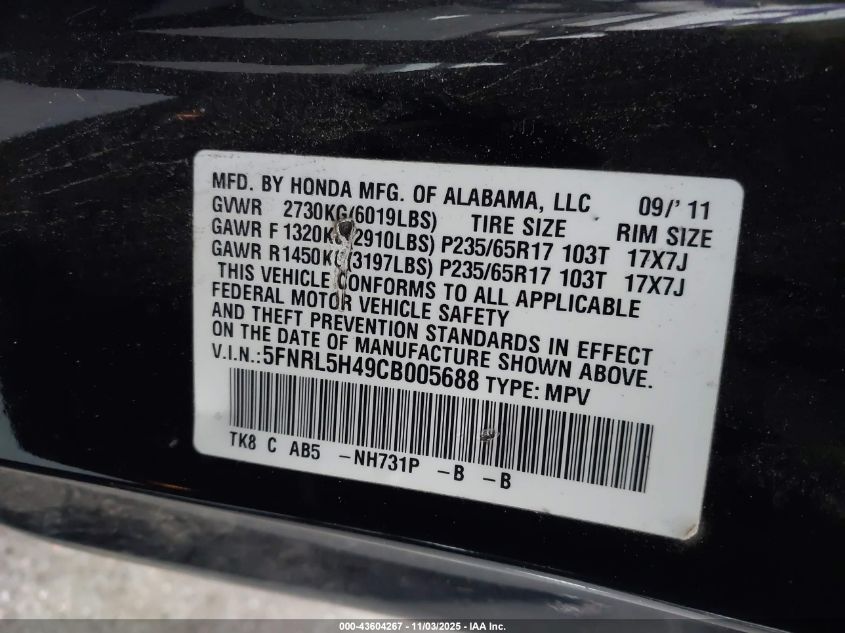 MFD. BY HONDA MFG. OF ALABAMA, LLC 09/' 11
GVWR 2730KG(6019LBS) TIRE SIZE RIM SIZE
GAWR F 1320KG(2910LBS) P235/65R17 103T 17X7J
GAWR R1450KG(3197LBS) P235/65R17 103T 17X7J
THIS VEHICLE CONFORMS TO ALL APPLICABLE
FEDERAL MOTOR VEHICLE SAFETY
AND THEFT PREVENTION STANDARDS IN EFFECT
ON THE DATE OF MANUFACTURE SHOWN ABOVE.
V.I.N.:5FNRL5H49CB005688 TYPE: MPV
TK8 C AB5 -NH731P -B -B
000-43604267 - 11/03/2025 - IAA Inc.